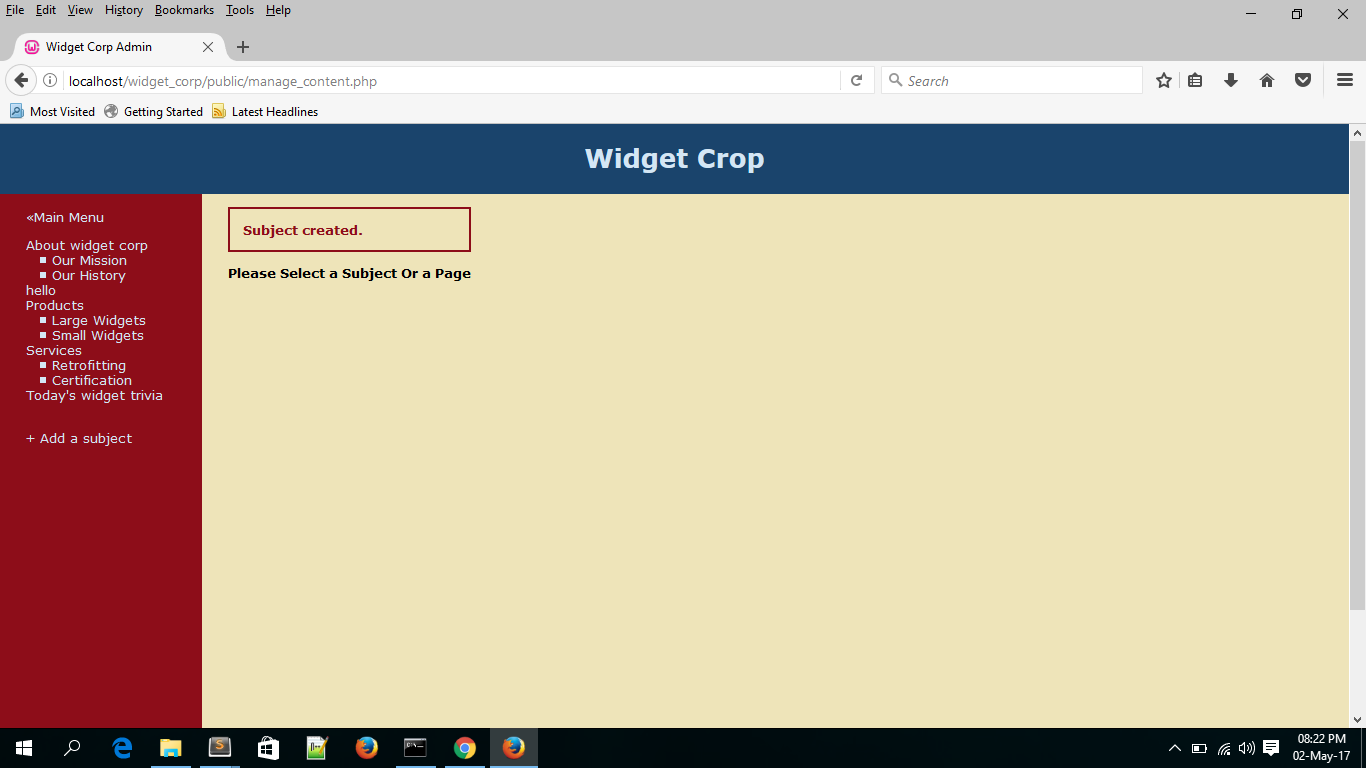 File Edit View History Bookmarks Tools Help
Widget Corp Admin
localhost/widget_corp/public/manage_content.php
Search
Most Visited Getting Started Latest Headlines
Widget Crop
«Main Menu
About widget corp
Our Mission
Our History
hello
Products
Large Widgets
Small Widgets
Services
Retrofitting
Certification
Today's widget trivia
+ Add a subject
Subject created.
Please Select a Subject Or a Page
08:22 PM
02-May-17